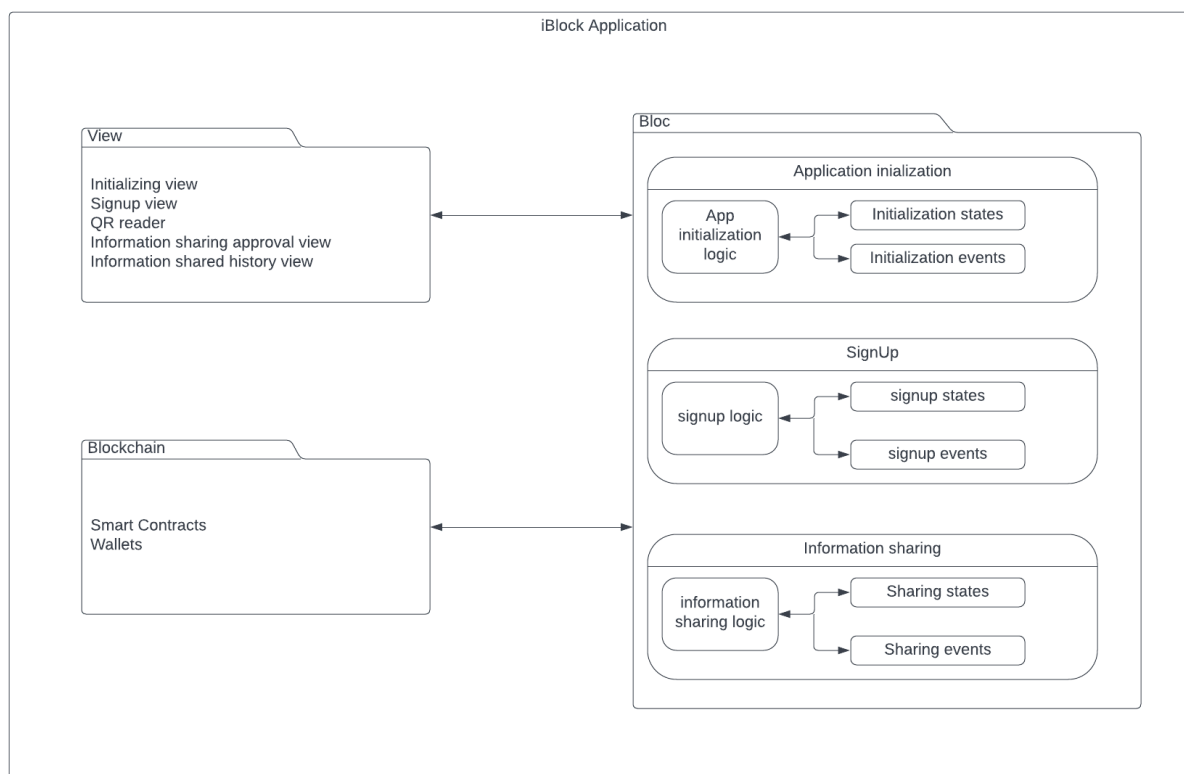 iBlock Application
View
Initializing view
Signup view
QR reader
Information sharing approval view
Information shared history view
Blockchain
Smart Contracts
Wallets
Bloc
Application inialization
App
initialization
logic
Initialization states
Initialization events
SignUp
signup logic
signup states
signup events
Information sharing
information
sharing logic
Sharing states
Sharing events